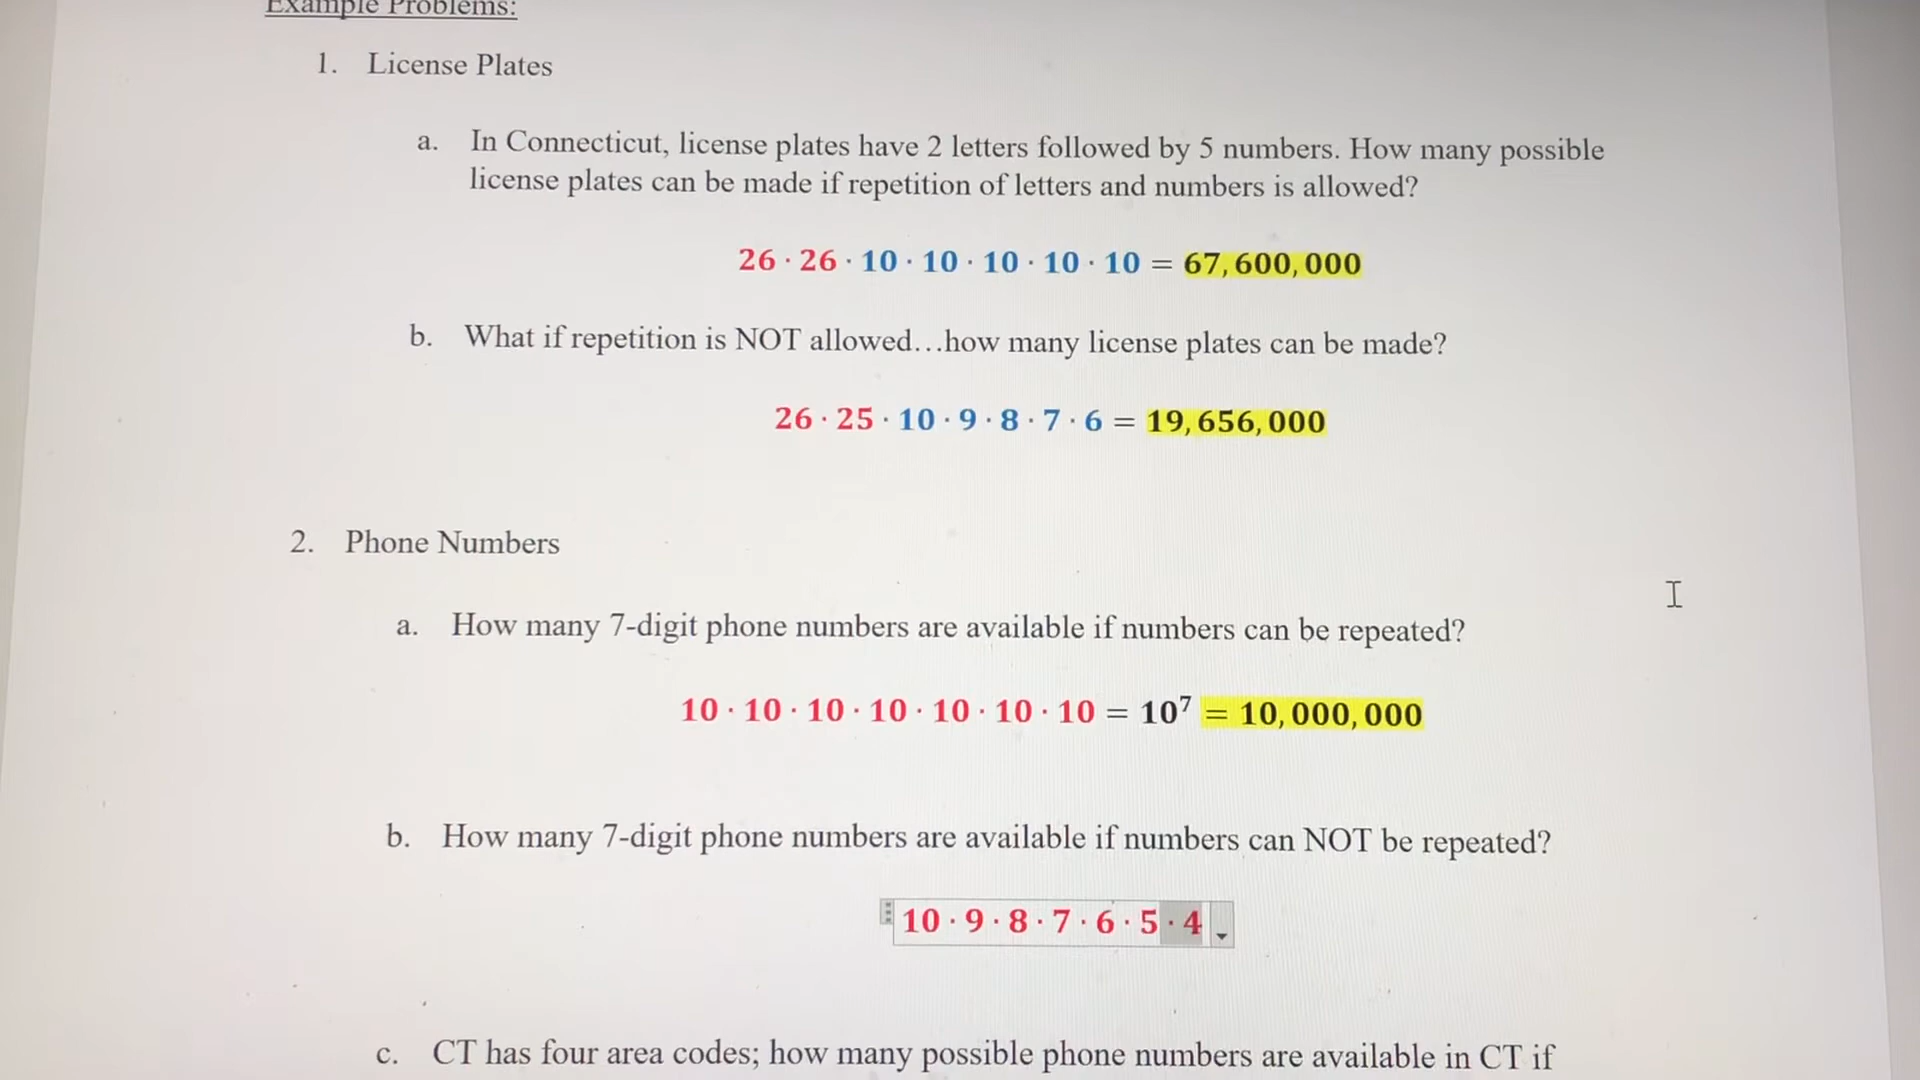 Example Problems:
1. License Plates
a. In Connecticut, license plates have 2 letters followed by 5 numbers. How many possible
license plates can be made if repetition of letters and numbers is allowed?
26 · 26 · 10 · 10 · 10 · 10 · 10 = 67,600,000
b. What if repetition is NOT allowed…how many license plates can be made?
26 · 25 · 10 · 9 · 8 · 7 · 6 = 19,656,000
2. Phone Numbers
a. How many 7-digit phone numbers are available if numbers can be repeated?
10 · 10 · 10 · 10 · 10 · 10 · 10 = 10⁷ = 10,000,000
b. How many 7-digit phone numbers are available if numbers can NOT be repeated?
10 · 9 · 8 · 7 · 6 · 5 · 4
c. CT has four area codes; how many possible phone numbers are available in CT if